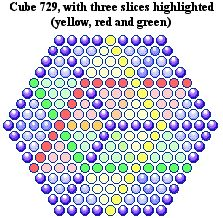 Cube 729, with three slices highlighted
(yellow, red and green)